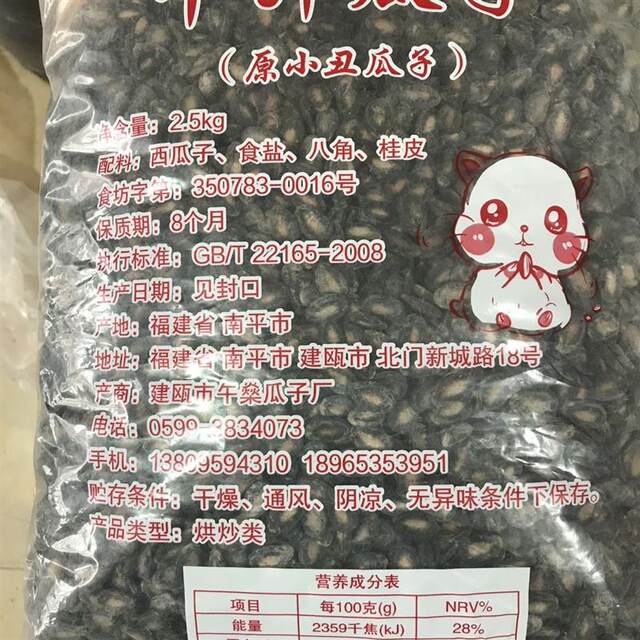 （原小丑瓜子）
净含量：2.5kg
配料：西瓜子、食盐、八角、桂皮
食坊字第：350783-0016号
保质期：8个月
执行标准：GB/T 22165-2008
生产日期：见封口
产地：福建省 南平市
地址：福建省 南平市 建瓯市 北门新城路18号
产商：建瓯市午燊瓜子厂
电话：0599-3834073
手机：13809594310 18965353951
贮存条件：干燥、通风、阴凉、无异味条件下保存。
产品类型：烘炒类
营养成分表
项目 每100克(g) NRV%
能量 2359千焦(kJ) 28%